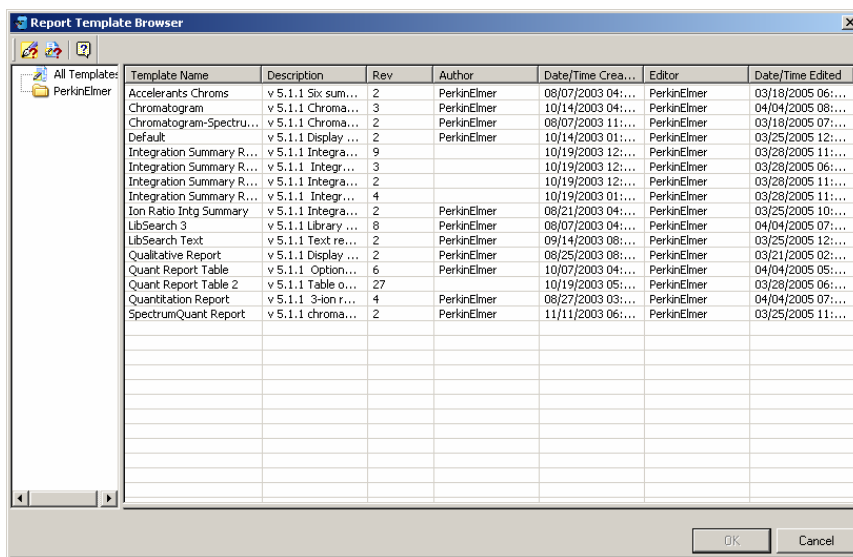 Report Template Browser
All Templates
PerkinElmer
Template Name Description Rev Author Date/Time Crea... Editor Date/Time Edited
Accelerants Chroms v 5.1.1 Six sum... 2 PerkinElmer 08/07/2003 04:... PerkinElmer 03/18/2005 06:...
Chromatogram v 5.1.1 Chroma... 3 PerkinElmer 10/14/2003 04:... PerkinElmer 04/04/2005 08:...
Chromatogram-Spectru... v 5.1.1 Chroma... 2 PerkinElmer 08/07/2003 11:... PerkinElmer 03/18/2005 07:...
Default v 5.1.1 Display ... 2 PerkinElmer 10/14/2003 01:... PerkinElmer 03/25/2005 12:...
Integration Summary R... v 5.1.1 Integra... 9 10/19/2003 12:... PerkinElmer 03/28/2005 11:...
Integration Summary R... v 5.1.1 Integr... 3 10/19/2003 12:... PerkinElmer 03/28/2005 06:...
Integration Summary R... v 5.1.1 Integra... 2 10/19/2003 12:... PerkinElmer 03/28/2005 11:...
Integration Summary R... v 5.1.1 Integr... 4 10/19/2003 01:... PerkinElmer 03/28/2005 11:...
Ion Ratio Intg Summary v 5.1.1 Integra... 2 PerkinElmer 08/21/2003 04:... PerkinElmer 03/25/2005 10:...
LibSearch 3 v 5.1.1 Library ... 8 PerkinElmer 08/07/2003 04:... PerkinElmer 04/04/2005 07:...
LibSearch Text v 5.1.1 Text re... 2 PerkinElmer 09/14/2003 08:... PerkinElmer 03/25/2005 12:...
Qualitative Report v 5.1.1 Display ... 2 PerkinElmer 08/25/2003 08:... PerkinElmer 03/21/2005 02:...
Quant Report Table v 5.1.1 Option... 6 PerkinElmer 10/07/2003 04:... PerkinElmer 04/04/2005 05:...
Quant Report Table 2 v 5.1.1 Table o... 27 10/19/2003 05:... PerkinElmer 03/28/2005 06:...
Quantitation Report v 5.1.1 3-ion r... 4 PerkinElmer 08/27/2003 03:... PerkinElmer 04/04/2005 07:...
SpectrumQuant Report v 5.1.1 chroma... 2 PerkinElmer 11/11/2003 06:... PerkinElmer 03/25/2005 11:...
OK Cancel